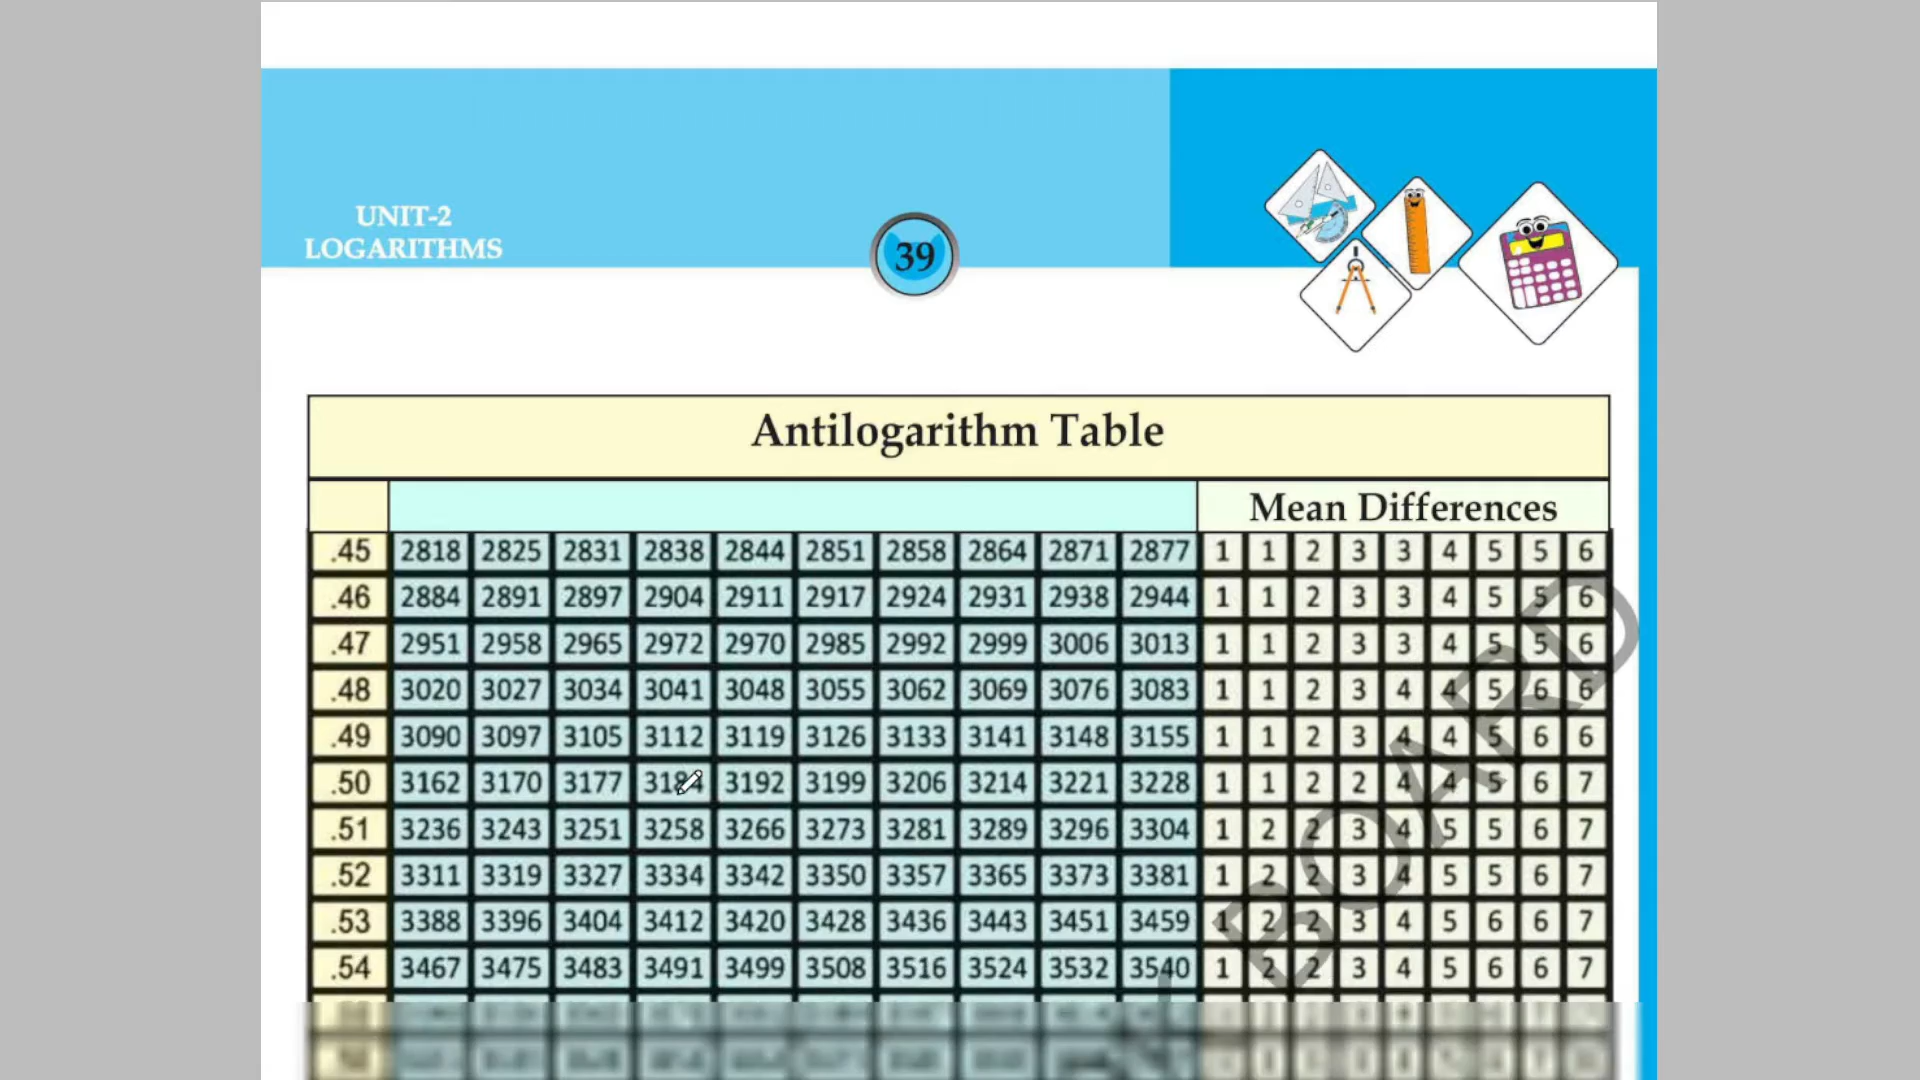 UNIT-2
LOGARITHMS
39
Antilogarithm Table
Mean Differences
.45 2818 2825 2831 2838 2844 2851 2858 2864 2871 2877 1 1 2 3 3 4 5 5 6
.46 2884 2891 2897 2904 2911 2917 2924 2931 2938 2944 1 1 2 3 3 4 5 5 6
.47 2951 2958 2965 2972 2970 2985 2992 2999 3006 3013 1 1 2 3 3 4 5 5 6
.48 3020 3027 3034 3041 3048 3055 3062 3069 3076 3083 1 1 2 3 4 4 5 6 6
.49 3090 3097 3105 3112 3119 3126 3133 3141 3148 3155 1 1 2 3 4 4 5 6 6
.50 3162 3170 3177 3184 3192 3199 3206 3214 3221 3228 1 1 2 2 4 4 5 6 7
.51 3236 3243 3251 3258 3266 3273 3281 3289 3296 3304 1 2 2 3 4 5 5 6 7
.52 3311 3319 3327 3334 3342 3350 3357 3365 3373 3381 1 2 2 3 4 5 5 6 7
.53 3388 3396 3404 3412 3420 3428 3436 3443 3451 3459 1 2 2 3 4 5 6 6 7
.54 3467 3475 3483 3491 3499 3508 3516 3524 3532 3540 1 2 2 3 4 5 6 6 7
BOARD